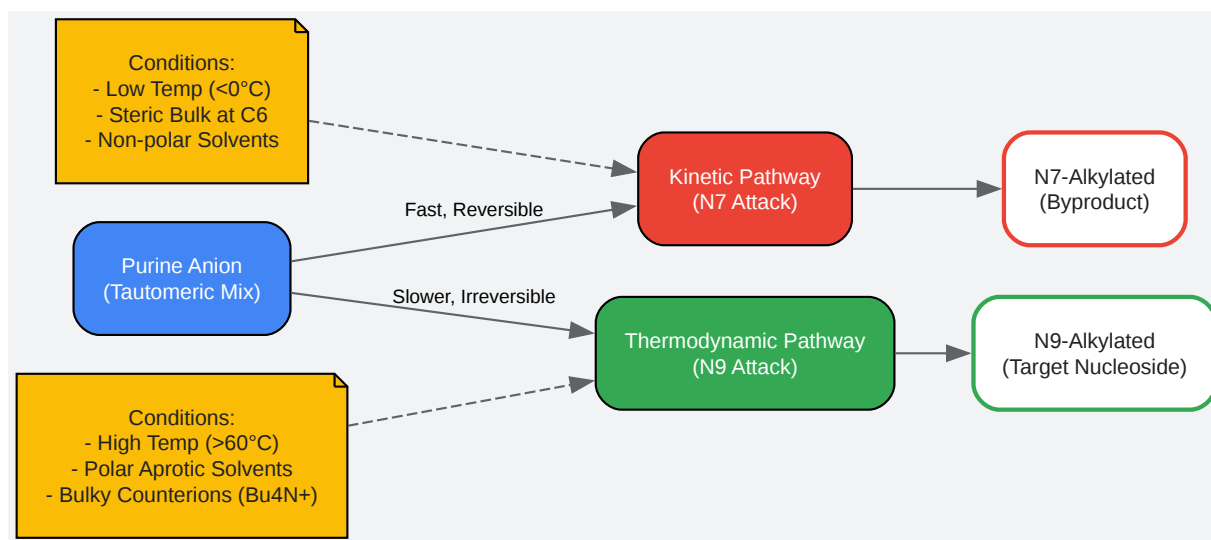 Conditions:
- Low Temp (<0°C)
- Steric Bulk at C6
- Non-polar Solvents
Kinetic Pathway
(N7 Attack)
N7-Alkylated
(Byproduct)
Fast, Reversible
Purine Anion
(Tautomeric Mix)
Slower, Irreversible
Thermodynamic Pathway
(N9 Attack)
N9-Alkylated
(Target Nucleoside)
Conditions:
- High Temp (>60°C)
- Polar Aprotic Solvents
- Bulky Counterions (Bu4N+)